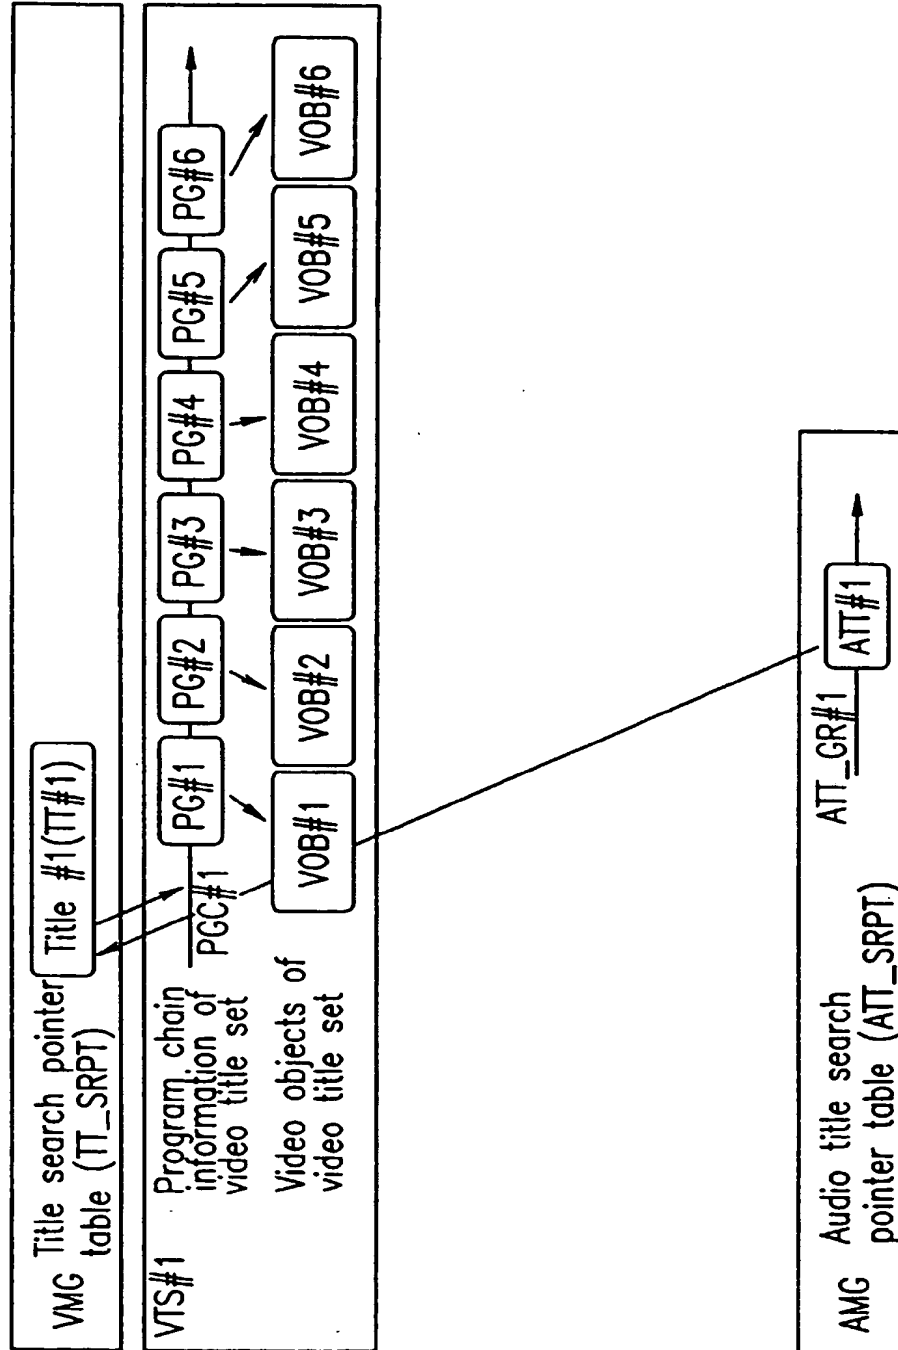 VMG
Title search pointer
table (TT_SRPT)
Title #1(TT#1)
VTS#1
Program chain
information of
video title set
PGC#1
PG#1
PG#2
PG#3
PG#4
PG#5
PG#6
Video objects of
video title set
VOB#1
VOB#2
VOB#3
VOB#4
VOB#5
VOB#6
AMG
Audio title search
pointer table (ATT_SRPT)
ATT_GR#1
ATT#1